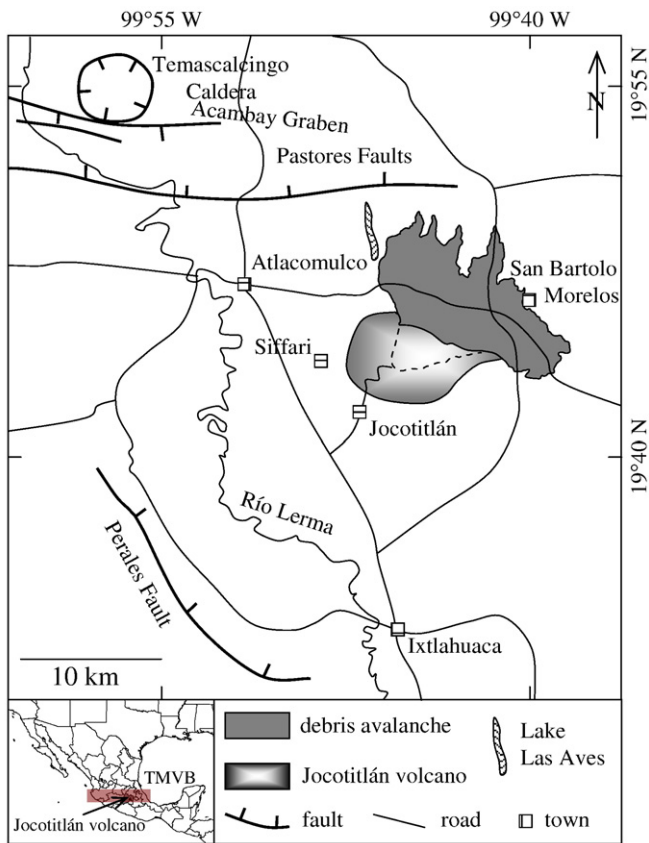 99°55 W
99°40 W
Temascalcingo
Caldera
Acambay Graben
19°55 N
N
Pastores Faults
Atlacomulco
San Bartolo
Morelos
Siffari
Jocotitlán
19°40 N
Río Lerma
Perales Fault
Ixtlahuaca
10 km
debris avalanche
Lake
Las Aves
TMVB
Jocotitlán volcano
Jocotitlán volcano
fault
road
town